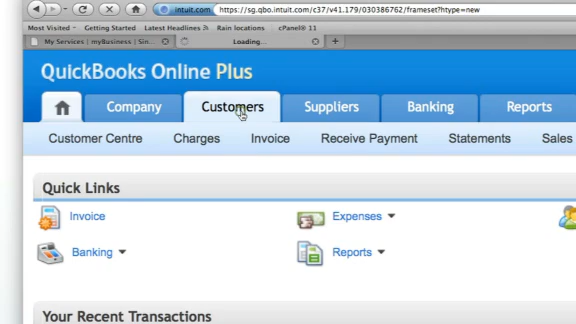 intuit.com https://sg.qbo.intuit.com/c37/v41.179/030386762/frameset?htype=new
Most Visited Getting Started Latest Headlines Rain locations cPanel® 11
My Services | myBusiness | Sin... Loading...
QuickBooks Online Plus
Company Customers Suppliers Banking Reports
Customer Centre Charges Invoice Receive Payment Statements Sales
Quick Links
Invoice Expenses
Banking Reports
Your Recent Transactions